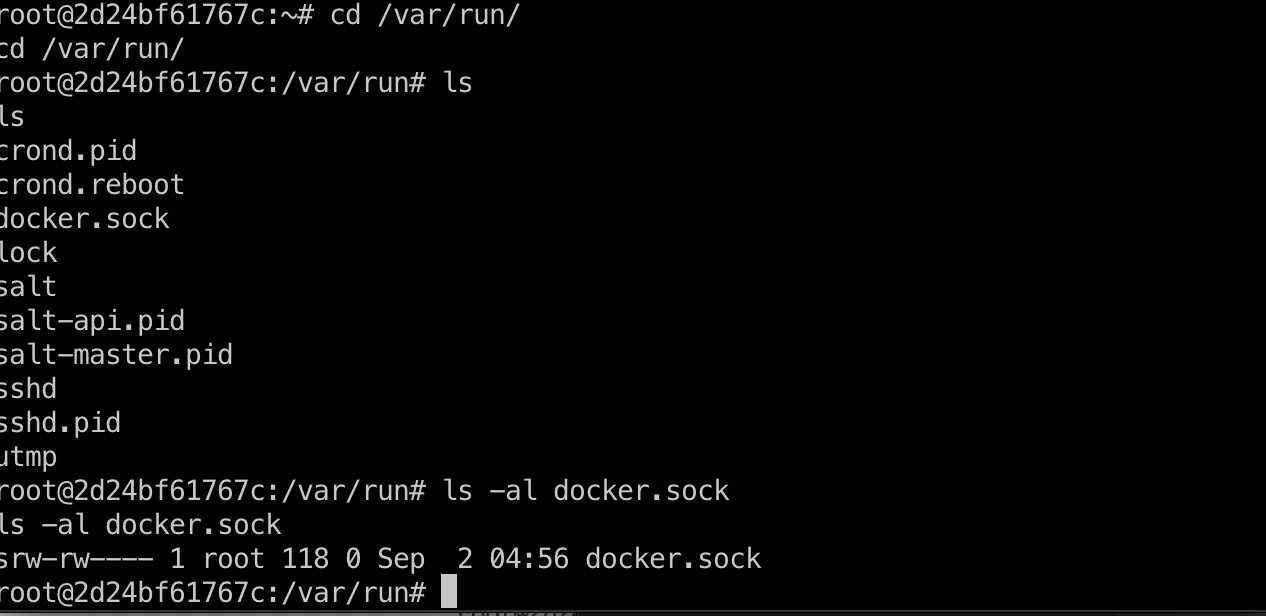 root@2d24bf61767c:~# cd /var/run/
cd /var/run/
root@2d24bf61767c:/var/run# ls
ls
crond.pid
crond.reboot
docker.sock
lock
salt
salt-api.pid
salt-master.pid
sshd
sshd.pid
utmp
root@2d24bf61767c:/var/run# ls -al docker.sock
ls -al docker.sock
srw-rw---- 1 root 118 0 Sep  2 04:56 docker.sock
root@2d24bf61767c:/var/run#